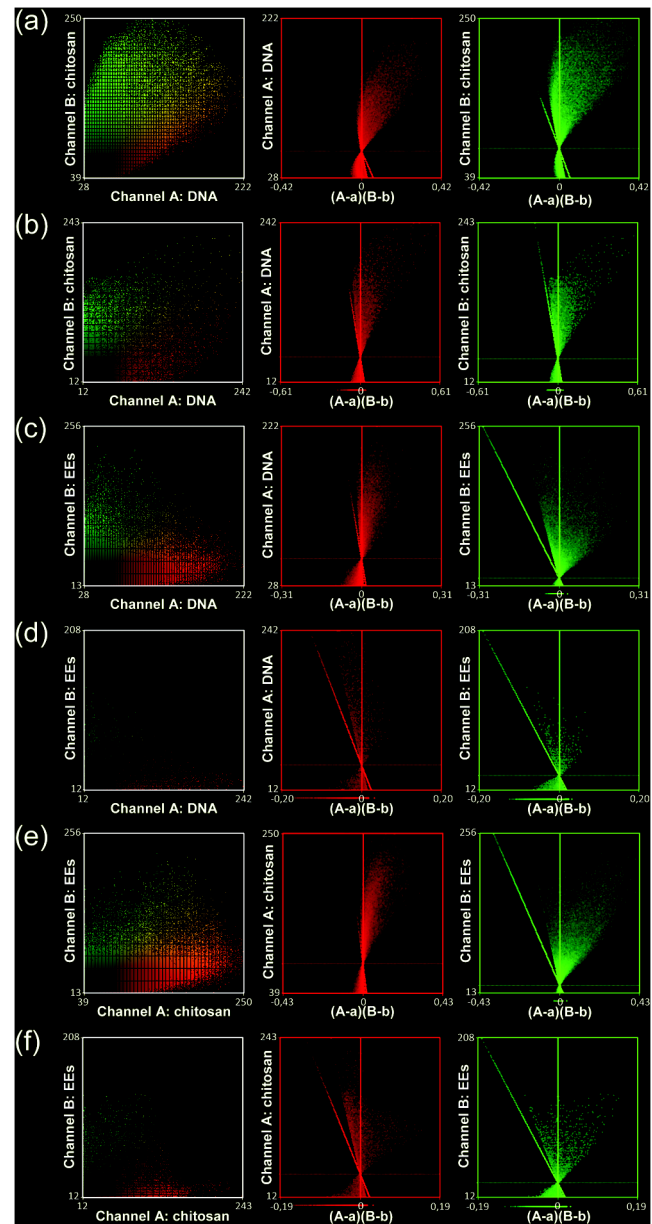 (a)
Channel B: chitosan
250
39
28
222
Channel A: DNA
Channel A: DNA
222
28
-0,42
0
0,42
(A-a)(B-b)
Channel B: chitosan
250
39
-0,42
0
0,42
(A-a)(B-b)
(b)
Channel B: chitosan
243
12
12
242
Channel A: DNA
Channel A: DNA
242
12
-0,61
0
0,61
(A-a)(B-b)
Channel B: chitosan
243
12
-0,61
0
0,61
(A-a)(B-b)
(c)
Channel B: EEs
256
13
28
222
Channel A: DNA
Channel A: DNA
222
28
-0,31
0
0,31
(A-a)(B-b)
Channel B: EEs
256
13
-0,31
0
0,31
(A-a)(B-b)
(d)
Channel B: EEs
208
12
12
242
Channel A: DNA
Channel A: DNA
242
12
-0,20
0
0,20
(A-a)(B-b)
Channel B: EEs
208
12
-0,20
0
0,20
(A-a)(B-b)
(e)
Channel B: EEs
256
13
39
250
Channel A: chitosan
Channel A: chitosan
250
39
-0,43
0
0,43
(A-a)(B-b)
Channel B: EEs
256
13
-0,43
0
0,43
(A-a)(B-b)
(f)
Channel B: EEs
208
12
12
243
Channel A: chitosan
Channel A: chitosan
243
12
-0,19
0
0,19
(A-a)(B-b)
Channel B: EEs
208
12
-0,19
0
0,19
(A-a)(B-b)